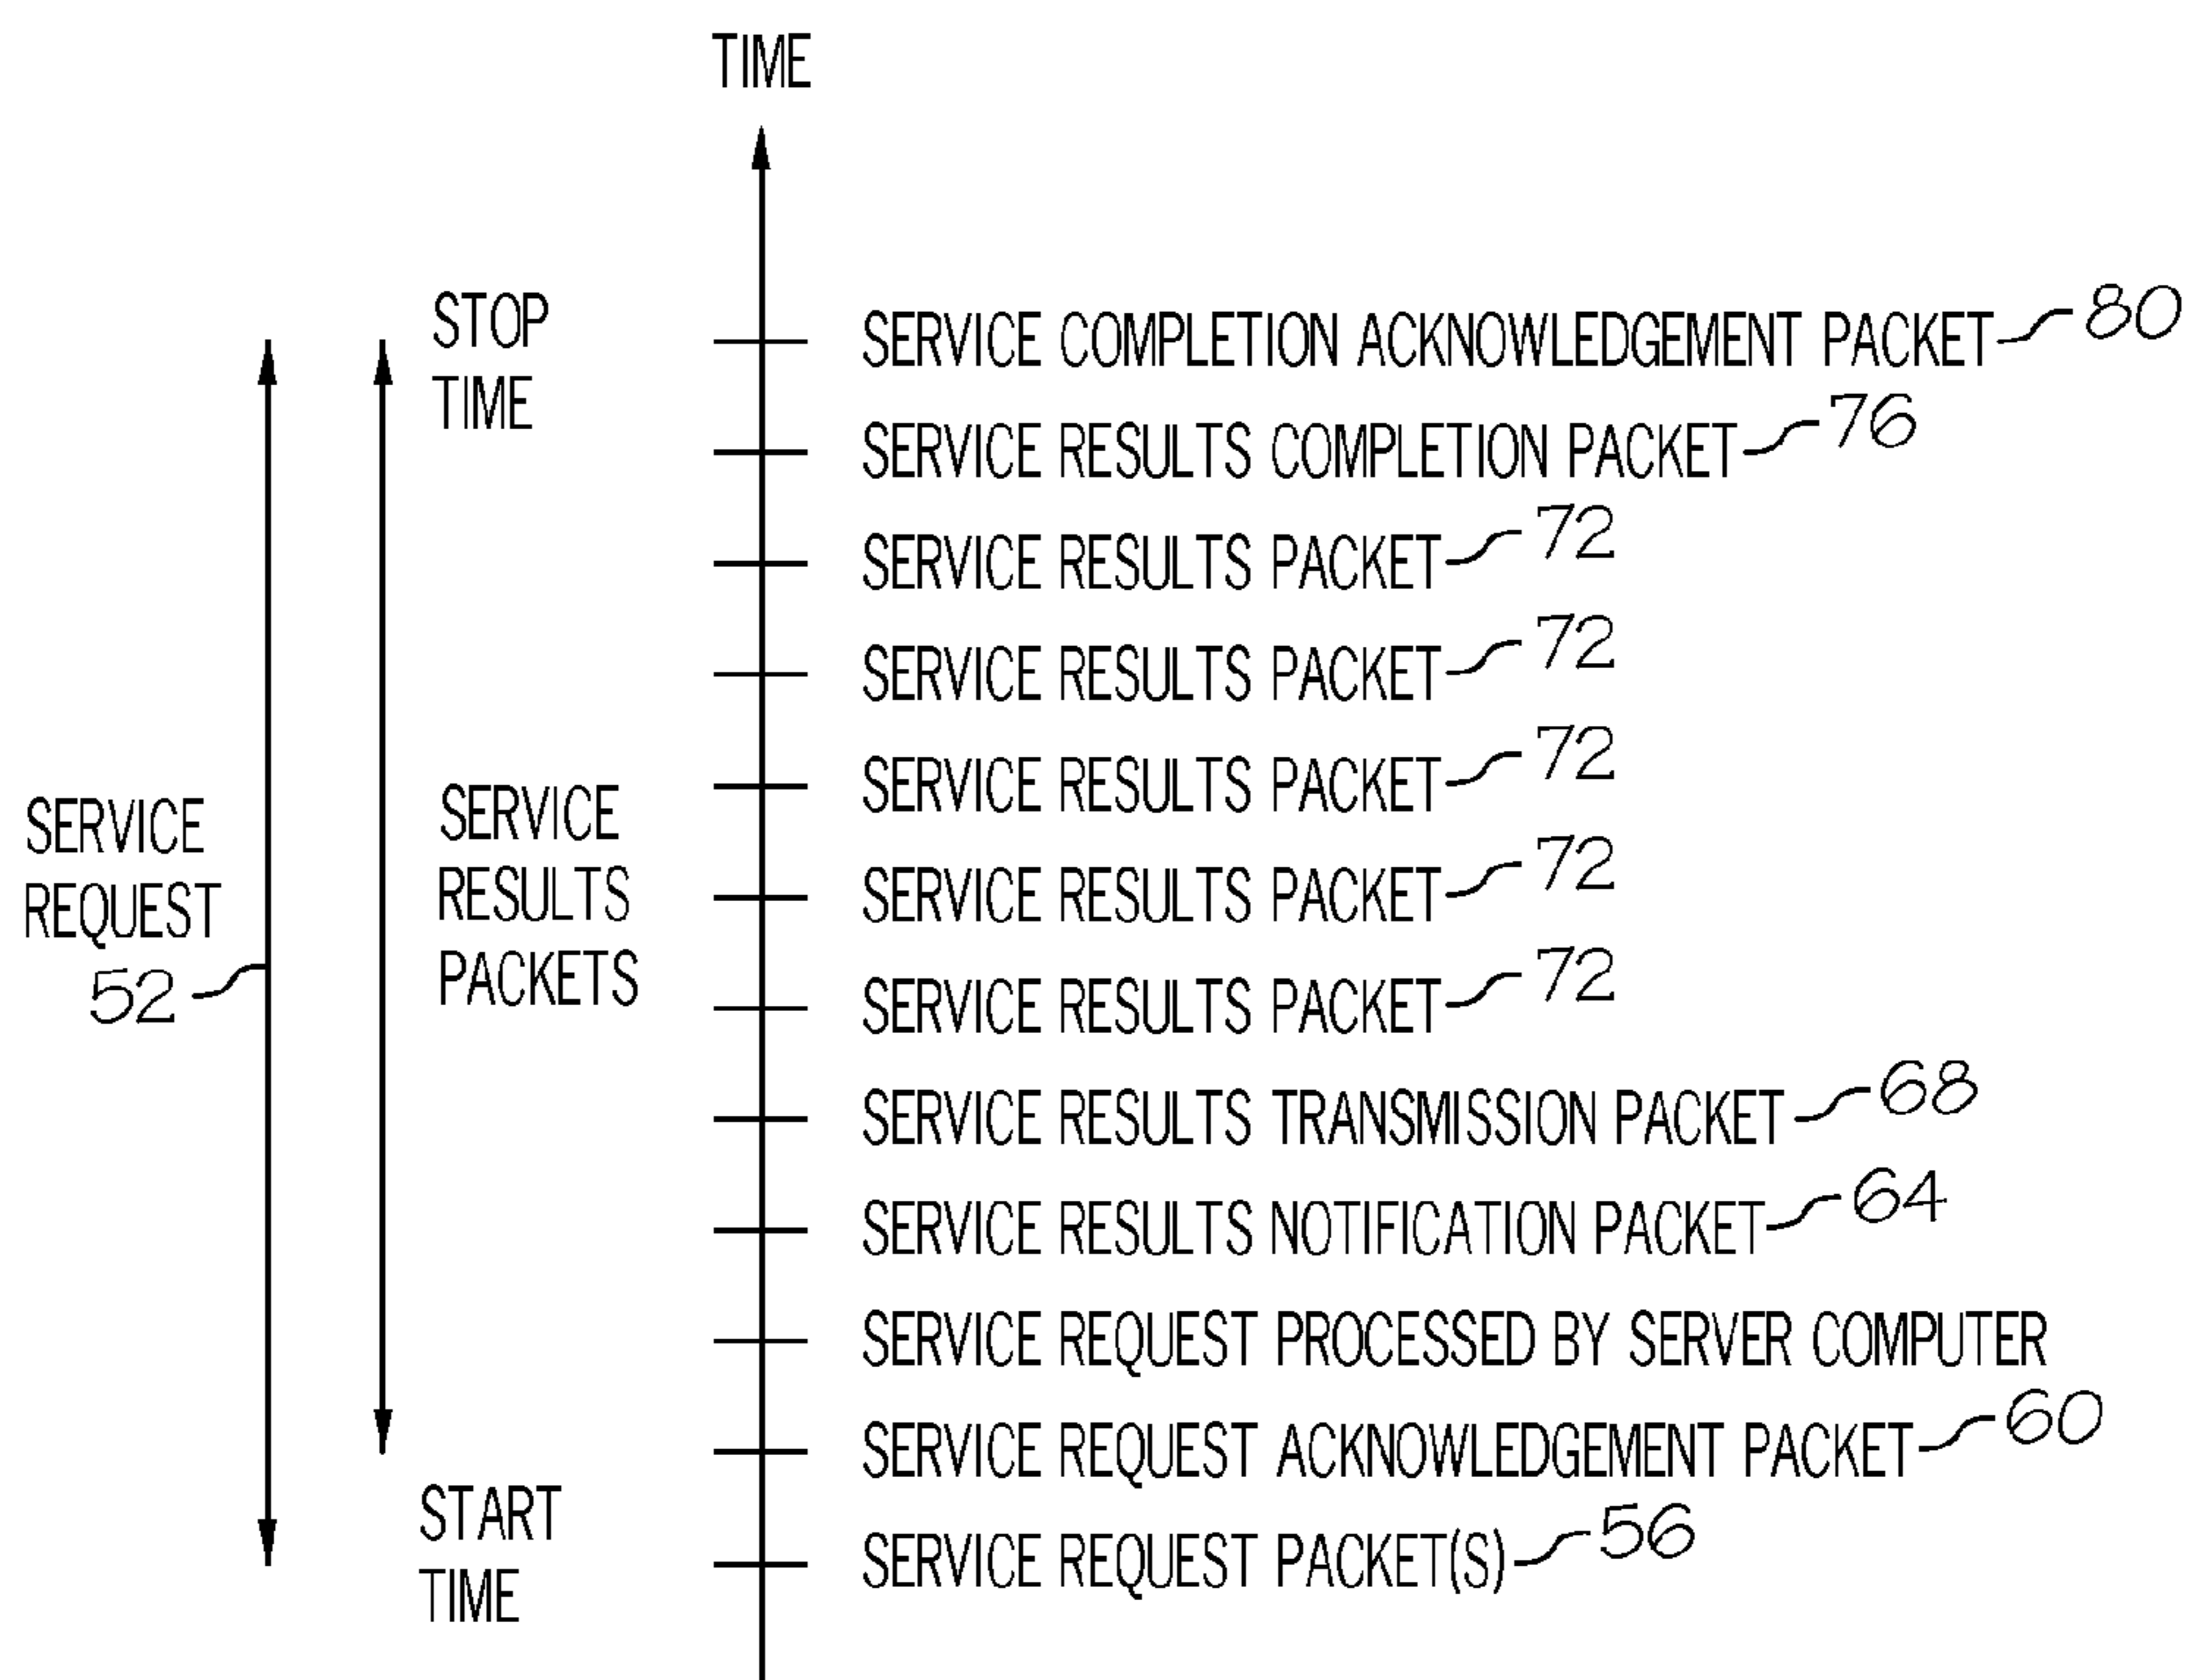 TIME
STOP
TIME
SERVICE COMPLETION ACKNOWLEDGEMENT PACKET 80
SERVICE RESULTS COMPLETION PACKET 76
SERVICE RESULTS PACKET 72
SERVICE RESULTS PACKET 72
SERVICE RESULTS PACKET 72
SERVICE RESULTS PACKET 72
SERVICE RESULTS PACKET 72
SERVICE
REQUEST
52
SERVICE
RESULTS
PACKETS
SERVICE RESULTS TRANSMISSION PACKET 68
SERVICE RESULTS NOTIFICATION PACKET 64
SERVICE REQUEST PROCESSED BY SERVER COMPUTER
SERVICE REQUEST ACKNOWLEDGEMENT PACKET 60
START
TIME
SERVICE REQUEST PACKET(S) 56